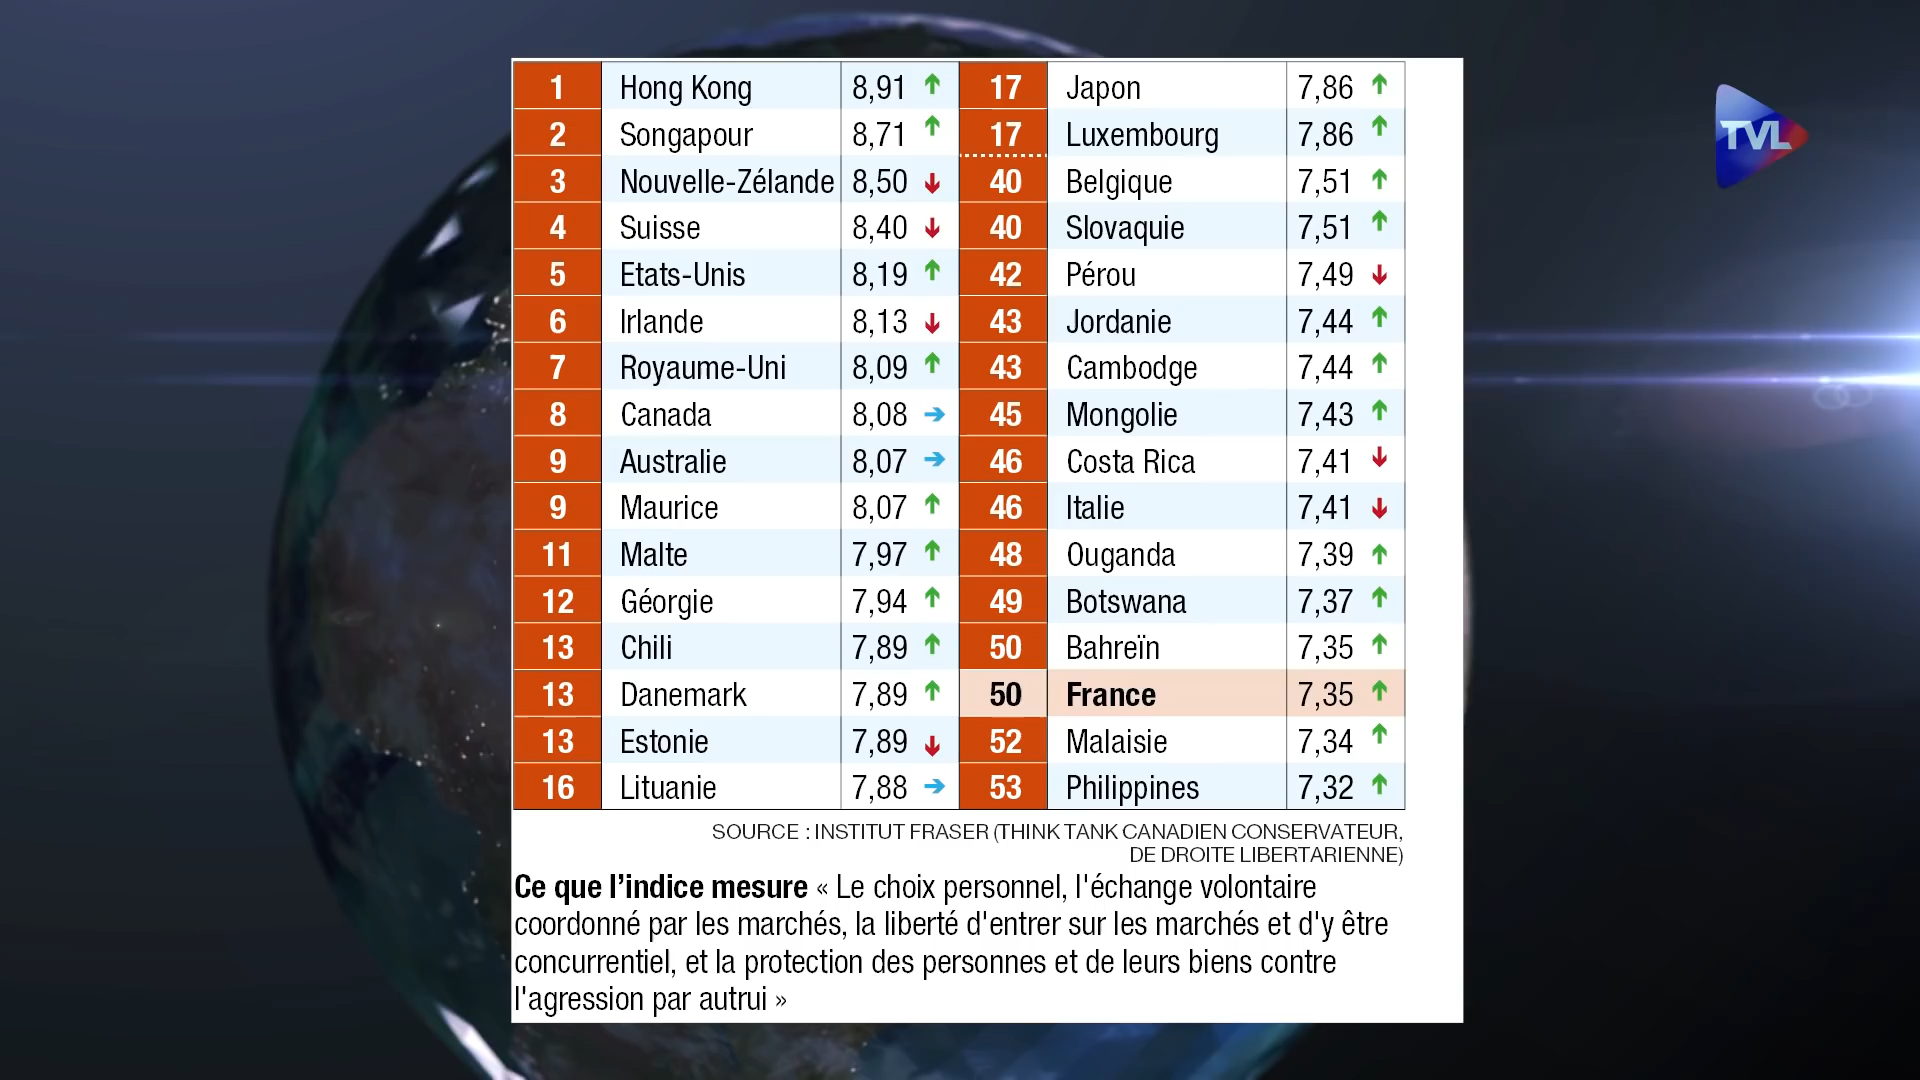 1 Hong Kong 8,91 ↑
2 Songapour 8,71 ↑
3 Nouvelle-Zélande 8,50 ↓
4 Suisse 8,40 ↓
5 Etats-Unis 8,19 ↑
6 Irlande 8,13 ↓
7 Royaume-Uni 8,09 ↑
8 Canada 8,08 →
9 Australie 8,07 →
9 Maurice 8,07 ↑
11 Malte 7,97 ↑
12 Géorgie 7,94 ↑
13 Chili 7,89 ↑
13 Danemark 7,89 ↑
13 Estonie 7,89 ↓
16 Lituanie 7,88 →
17 Japon 7,86 ↑
17 Luxembourg 7,86 ↑
40 Belgique 7,51 ↑
40 Slovaquie 7,51 ↑
42 Pérou 7,49 ↓
43 Jordanie 7,44 ↑
43 Cambodge 7,44 ↑
45 Mongolie 7,43 ↑
46 Costa Rica 7,41 ↓
46 Italie 7,41 ↓
48 Ouganda 7,39 ↑
49 Botswana 7,37 ↑
50 Bahreïn 7,35 ↑
50 France 7,35 ↑
52 Malaisie 7,34 ↑
53 Philippines 7,32 ↑
SOURCE : INSTITUT FRASER (THINK TANK CANADIEN CONSERVATEUR,
DE DROITE LIBERTARIENNE)
Ce que l’indice mesure « Le choix personnel, l'échange volontaire
coordonné par les marchés, la liberté d'entrer sur les marchés et d'y être
concurrentiel, et la protection des personnes et de leurs biens contre
l'agression par autrui »
TVL